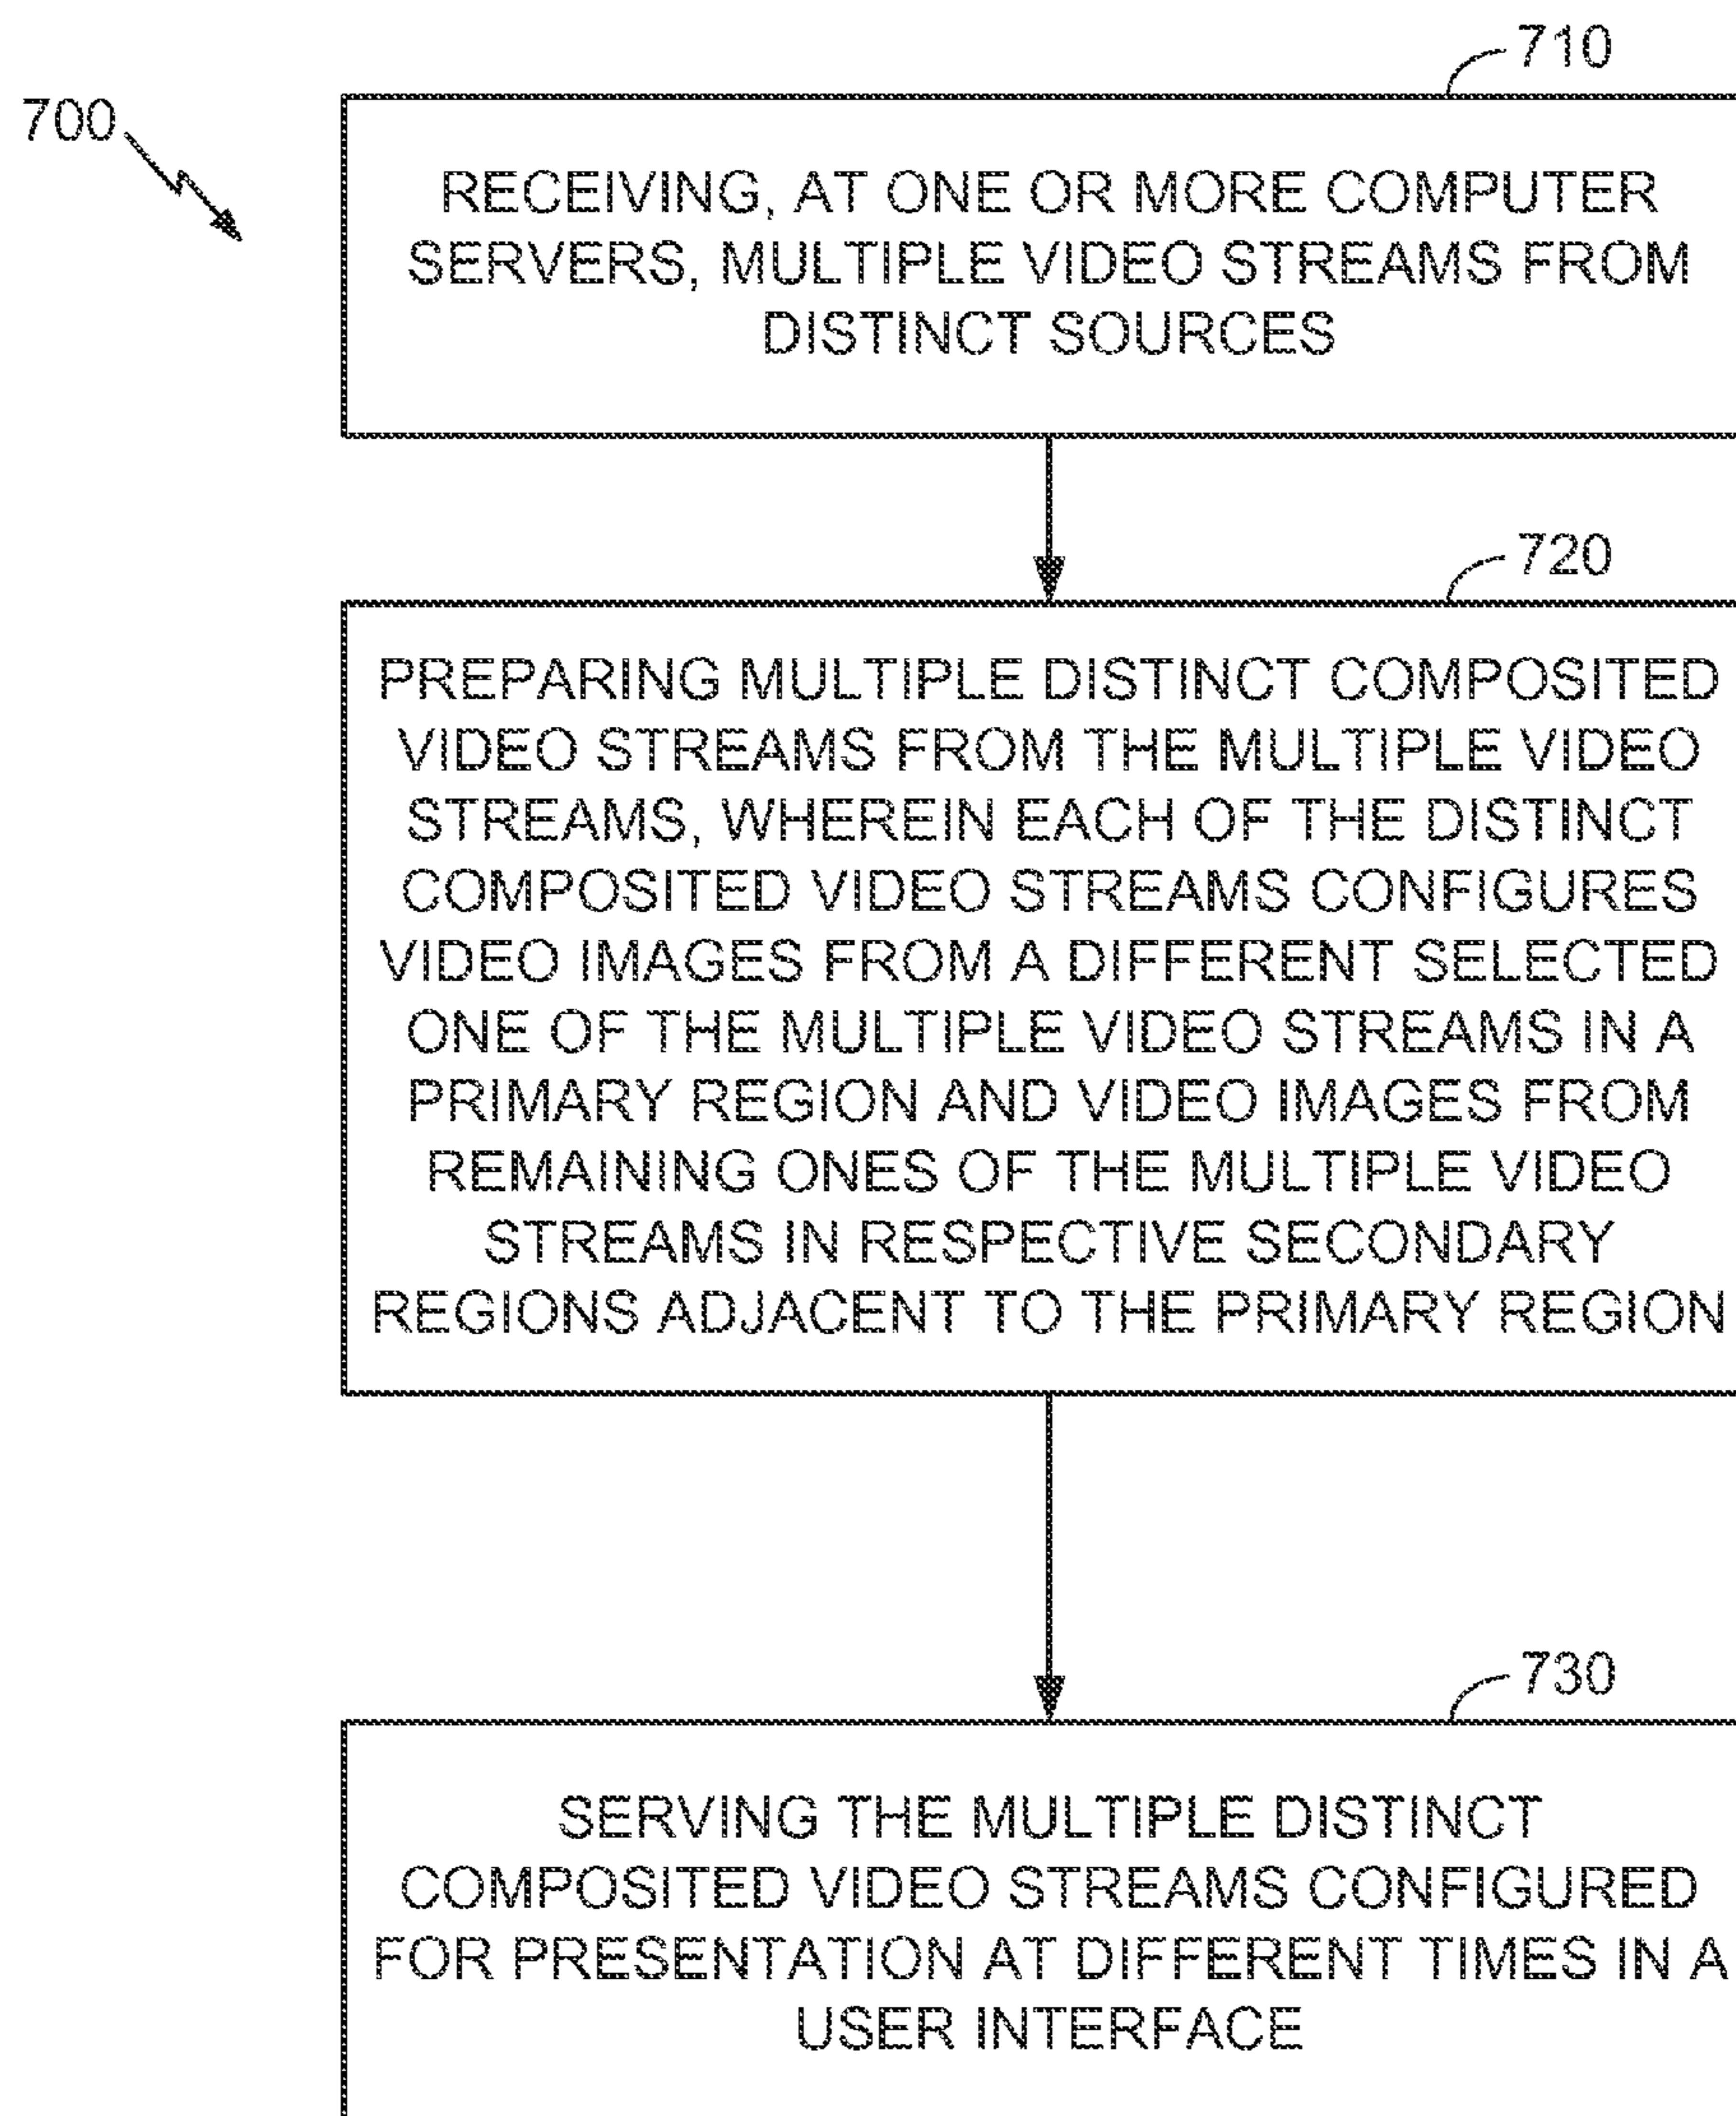 710
700
RECEIVING, AT ONE OR MORE COMPUTER
SERVERS, MULTIPLE VIDEO STREAMS FROM
DISTINCT SOURCES
720
PREPARING MULTIPLE DISTINCT COMPOSITED
VIDEO STREAMS FROM THE MULTIPLE VIDEO
STREAMS, WHEREIN EACH OF THE DISTINCT
COMPOSITED VIDEO STREAMS CONFIGURES
VIDEO IMAGES FROM A DIFFERENT SELECTED
ONE OF THE MULTIPLE VIDEO STREAMS IN A
PRIMARY REGION AND VIDEO IMAGES FROM
REMAINING ONES OF THE MULTIPLE VIDEO
STREAMS IN RESPECTIVE SECONDARY
REGIONS ADJACENT TO THE PRIMARY REGION
730
SERVING THE MULTIPLE DISTINCT
COMPOSITED VIDEO STREAMS CONFIGURED
FOR PRESENTATION AT DIFFERENT TIMES IN A
USER INTERFACE